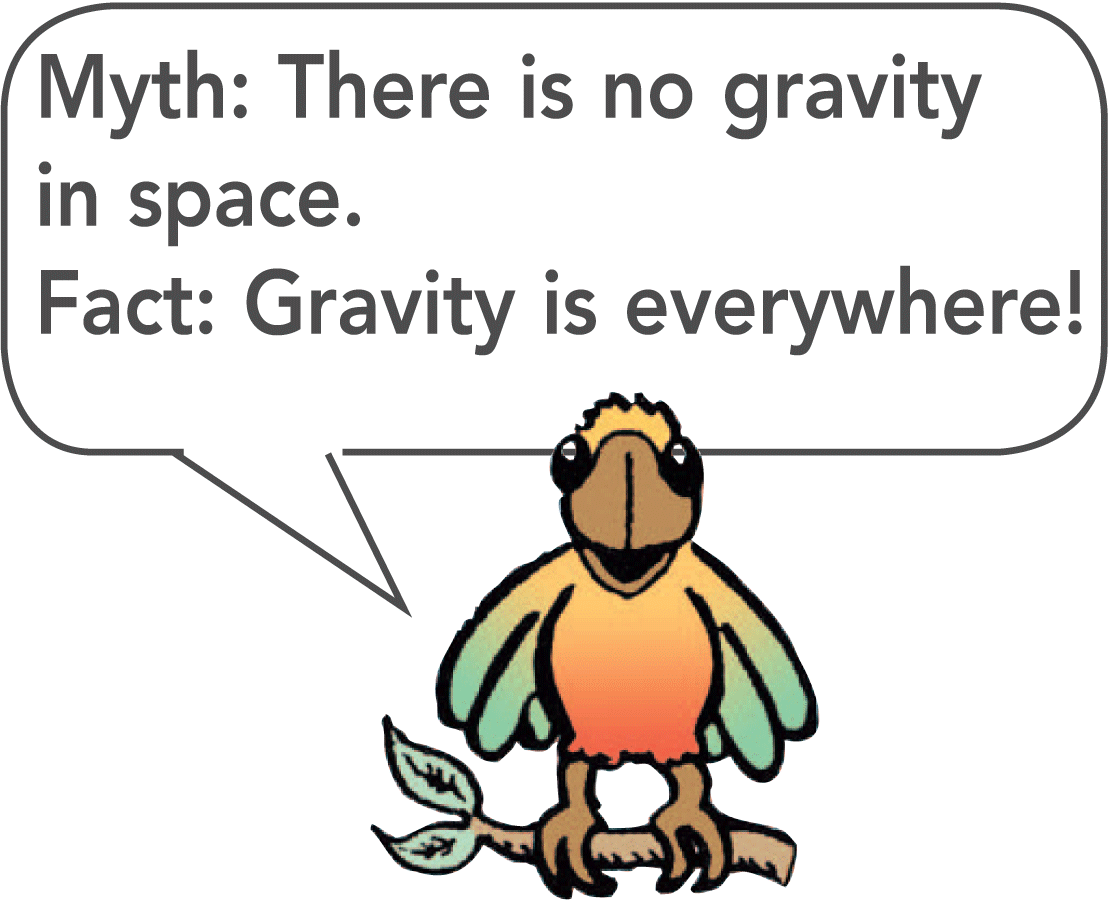 Myth: There is no gravity
in space.
Fact: Gravity is everywhere!